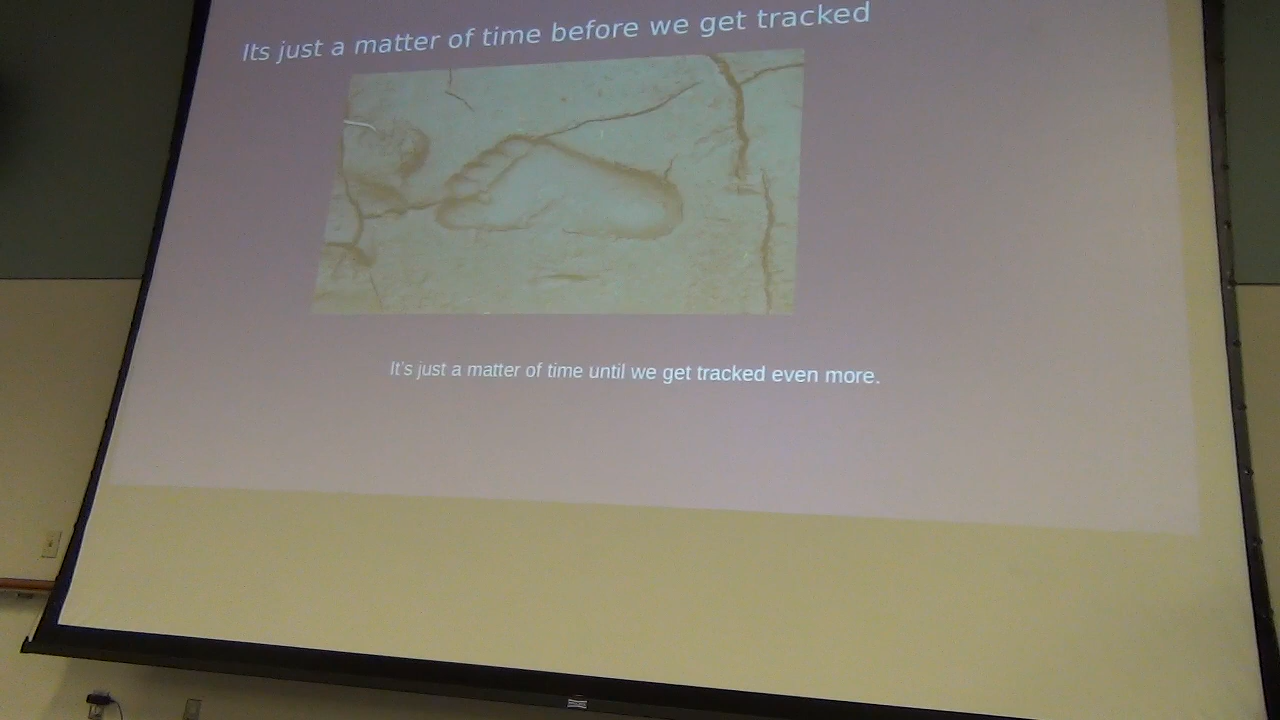 Its just a matter of time before we get tracked
It's just a matter of time until we get tracked even more.